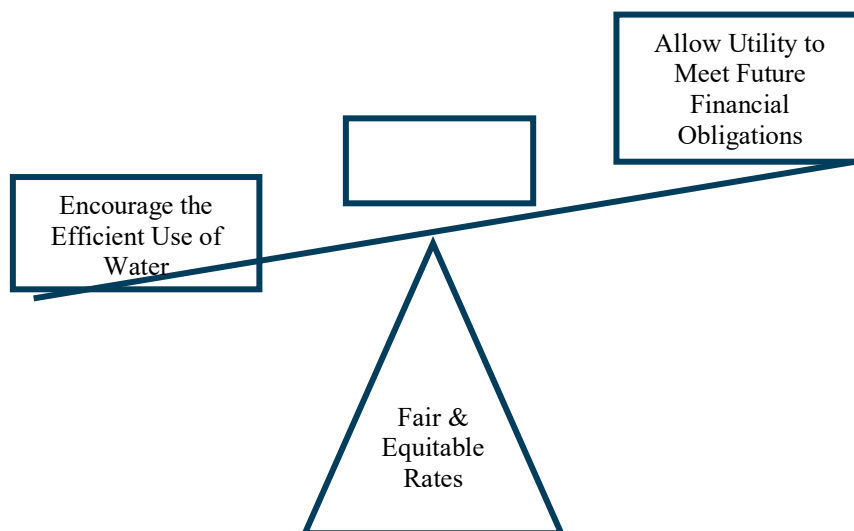 Allow Utility to
Meet Future
Financial
Obligations
Encourage the
Efficient Use of
Water
Fair &
Equitable
Rates